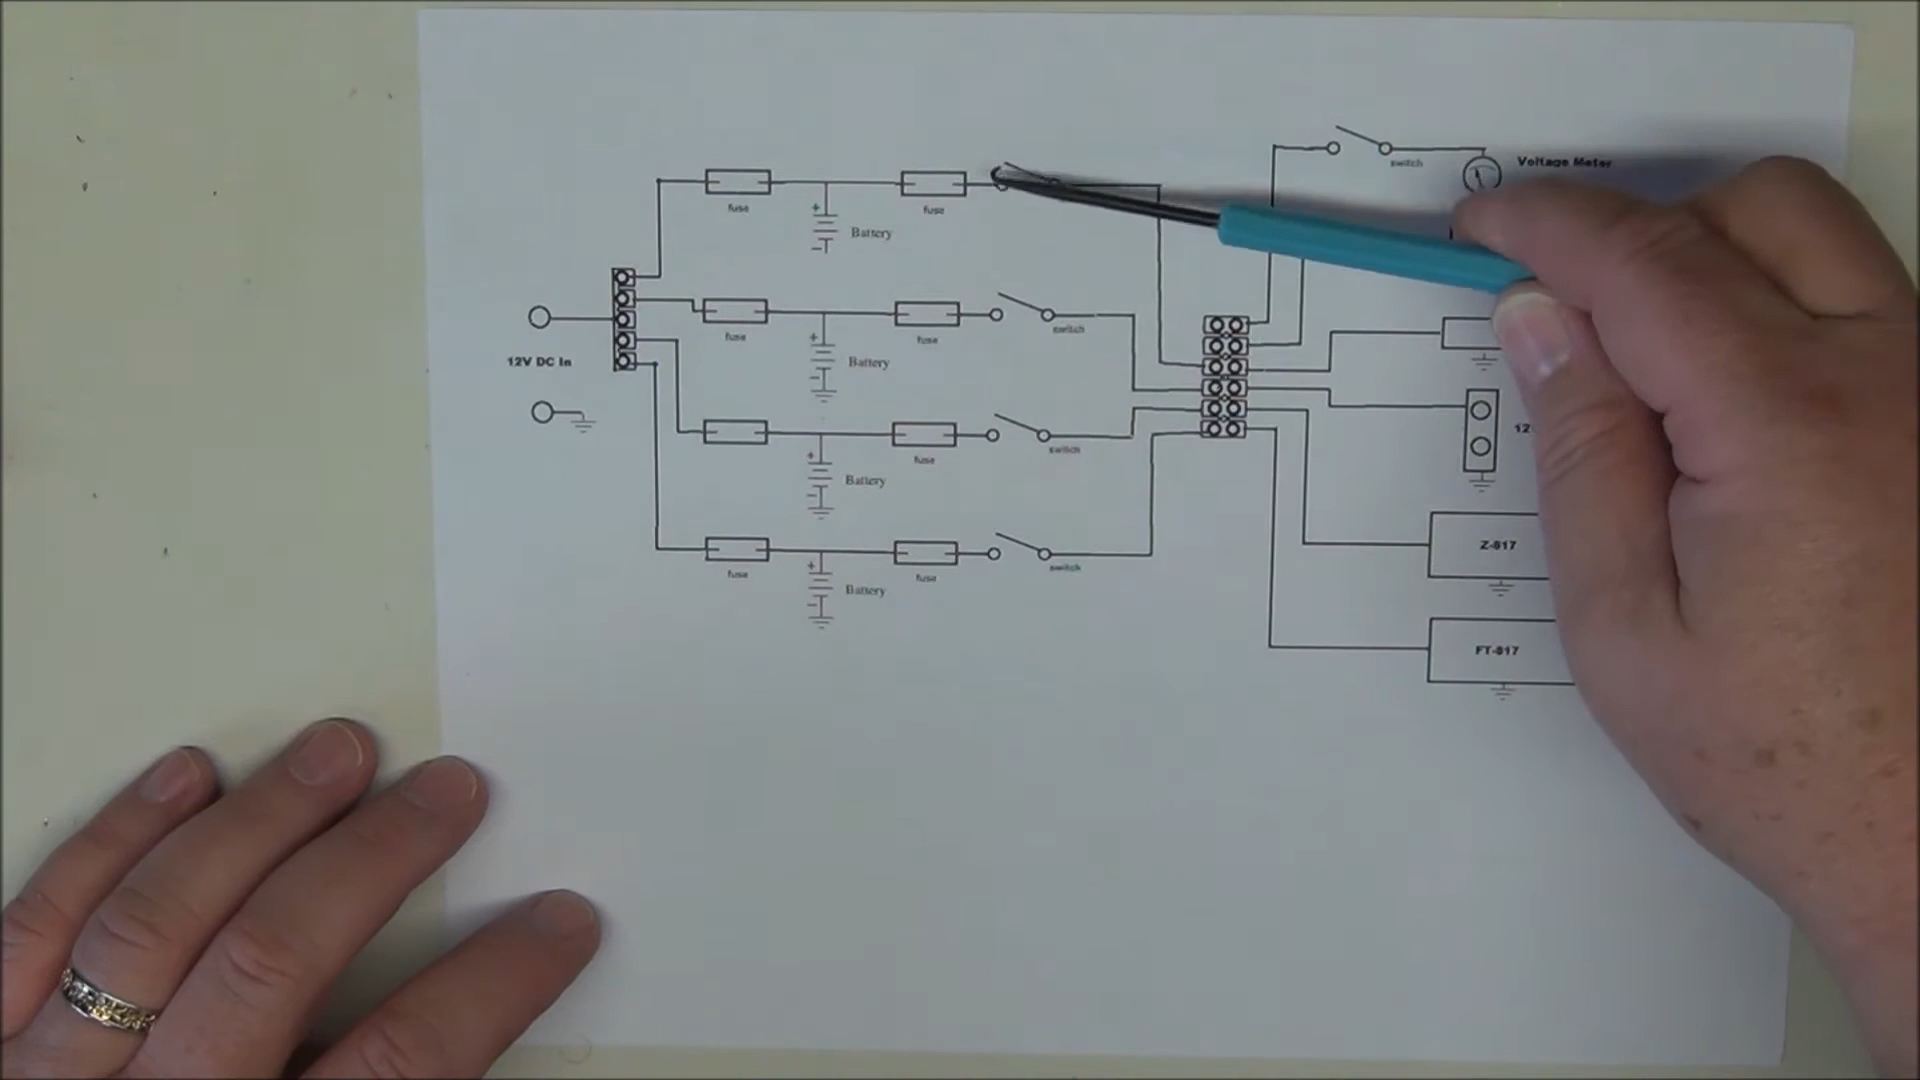 switch
Voltage Meter
fuse
fuse
+
Battery
-
switch
fuse
fuse
+
12V DC In
Battery
-
12
switch
fuse
+
Battery
-
Z-817
switch
fuse
fuse
+
Battery
-
FT-817